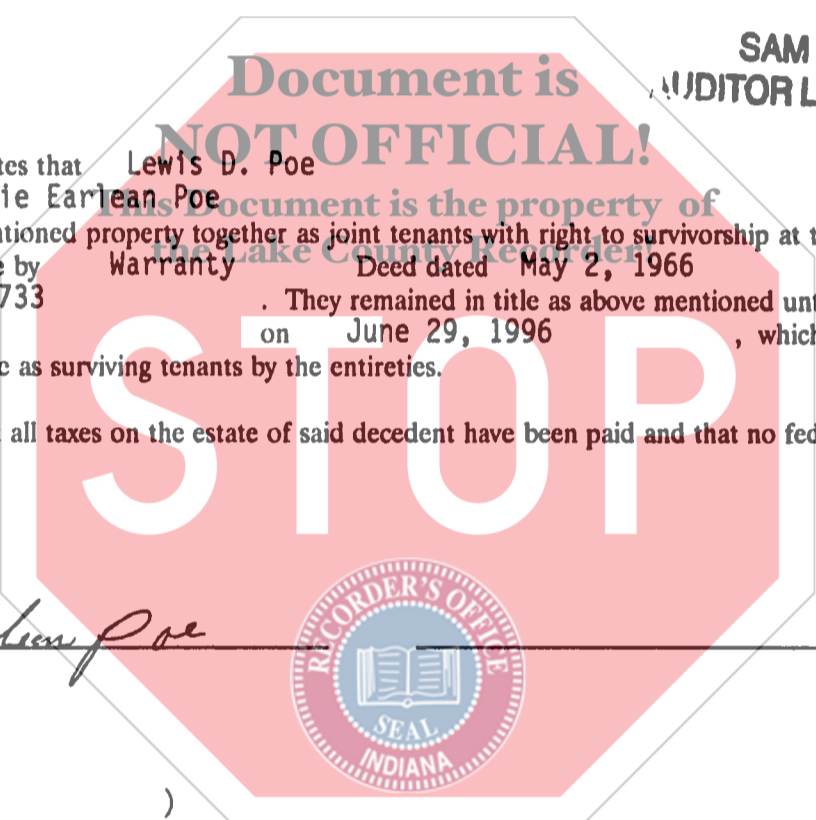 SAM
AUDITOR L
Document is
NOT OFFICIAL!
This Document is the property of
the Lake County Recorder!
tes that Lewis D. Poe
ie Earlean Poe
ntioned property together as joint tenants with right to survivorship at t
e by Warranty Deed dated May 2, 1966
733 . They remained in title as above mentioned unt
on June 29, 1996 , which
c as surviving tenants by the entireties.
all taxes on the estate of said decedent have been paid and that no fed
STOP
lean Poe
RECORDER'S OFFICE
SEAL
INDIANA
)